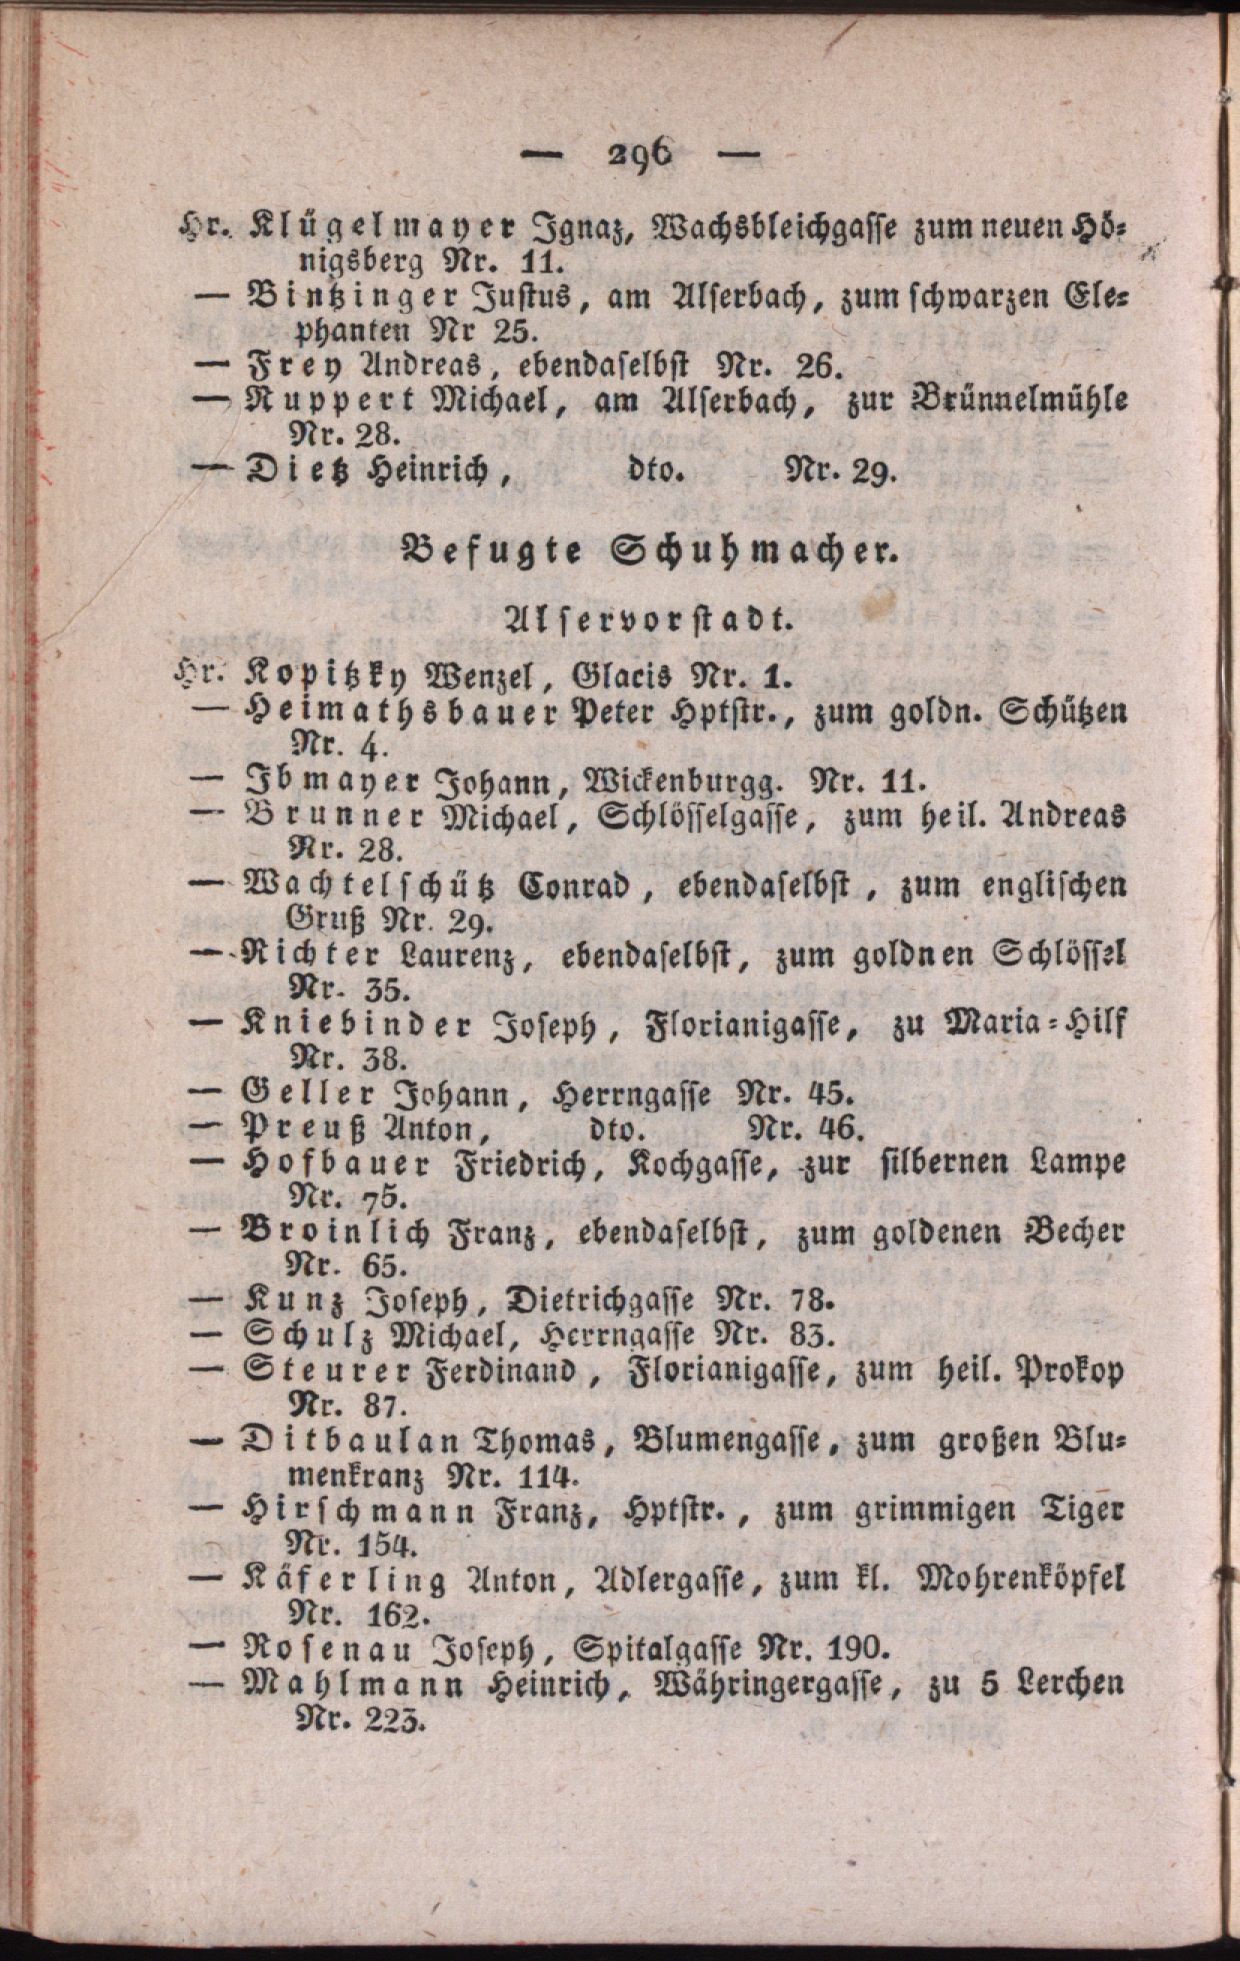 — 296 —
Hr. Klügelmayer Ignaz, Wachsbleichgasse zum neuen Hö-
nigsberg Nr. 11.
— Bintzinger Justus, am Alserbach, zum schwarzen Ele-
phanten Nr 25.
— Frey Andreas, ebendaselbst Nr. 26.
— Ruppert Michael, am Alserbach, zur Brünnelmühle
Nr. 28.
— Dietz Heinrich, dto. Nr. 29.
Befugte Schuhmacher.
Alservorstadt.
Hr. Kopitzky Wenzel, Glacis Nr. 1.
— Heimathsbauer Peter Hptstr., zum goldn. Schützen
Nr. 4.
— Ibmayer Johann, Wickenburgg. Nr. 11.
— Brunner Michael, Schlösselgasse, zum heil. Andreas
Nr. 28.
— Wachtelschütz Conrad, ebendaselbst, zum englischen
Gruß Nr. 29.
— Richter Laurenz, ebendaselbst, zum goldnen Schlössel
Nr. 35.
— Kniebinder Joseph, Florianigasse, zu Maria-Hilf
Nr. 38.
— Geller Johann, Herrngasse Nr. 45.
— Preuß Anton, dto. Nr. 46.
— Hofbauer Friedrich, Kochgasse, zur silbernen Lampe
Nr. 75.
— Broinlich Franz, ebendaselbst, zum goldenen Becher
Nr. 65.
— Kunz Joseph, Dietrichgasse Nr. 78.
— Schulz Michael, Herrngasse Nr. 83.
— Steurer Ferdinand, Florianigasse, zum heil. Prokop
Nr. 87.
— Ditbaulan Thomas, Blumengasse, zum großen Blu-
menkranz Nr. 114.
— Hirschmann Franz, Hptstr., zum grimmigen Tiger
Nr. 154.
— Käferling Anton, Adlergasse, zum kl. Mohrenköpfel
Nr. 162.
— Rosenau Joseph, Spitalgasse Nr. 190.
— Mahlmann Heinrich, Währingergasse, zu 5 Lerchen
Nr. 223.